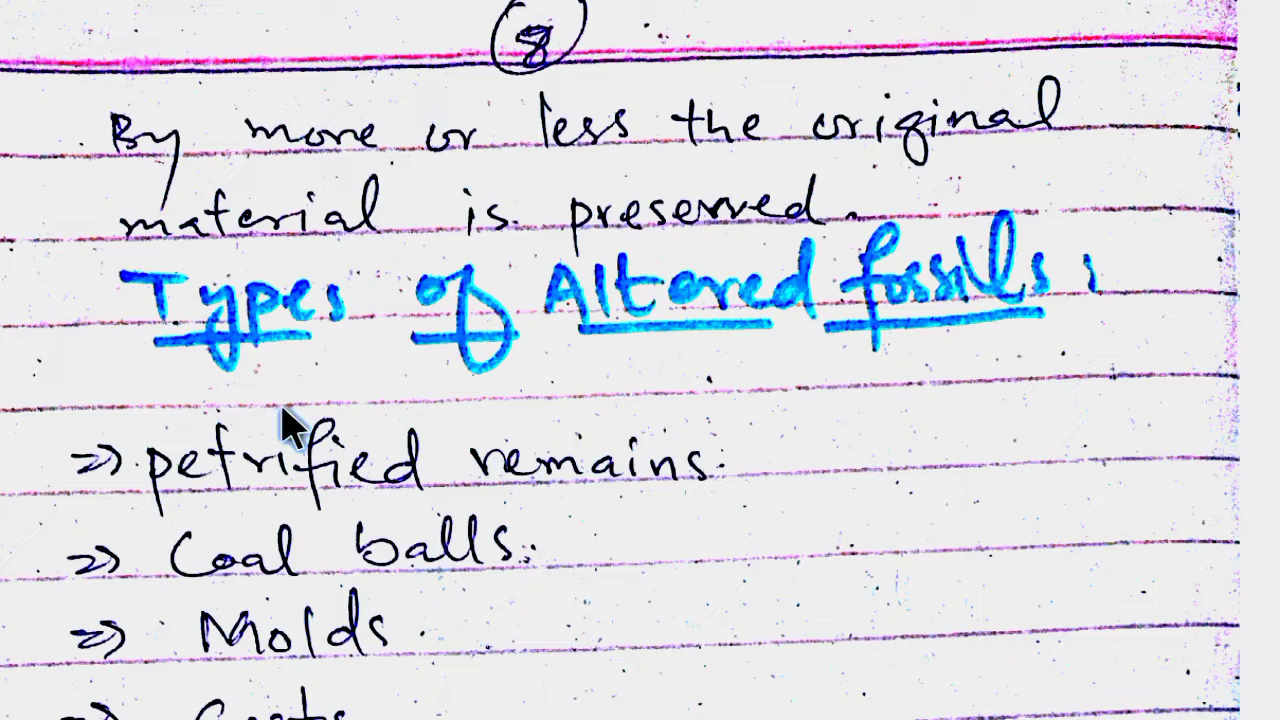 8
By more or less the original
material is preserved.
Types of Altered fossils:
=> petrified remains.
=> Coal balls.
=> Molds.
=> Casts